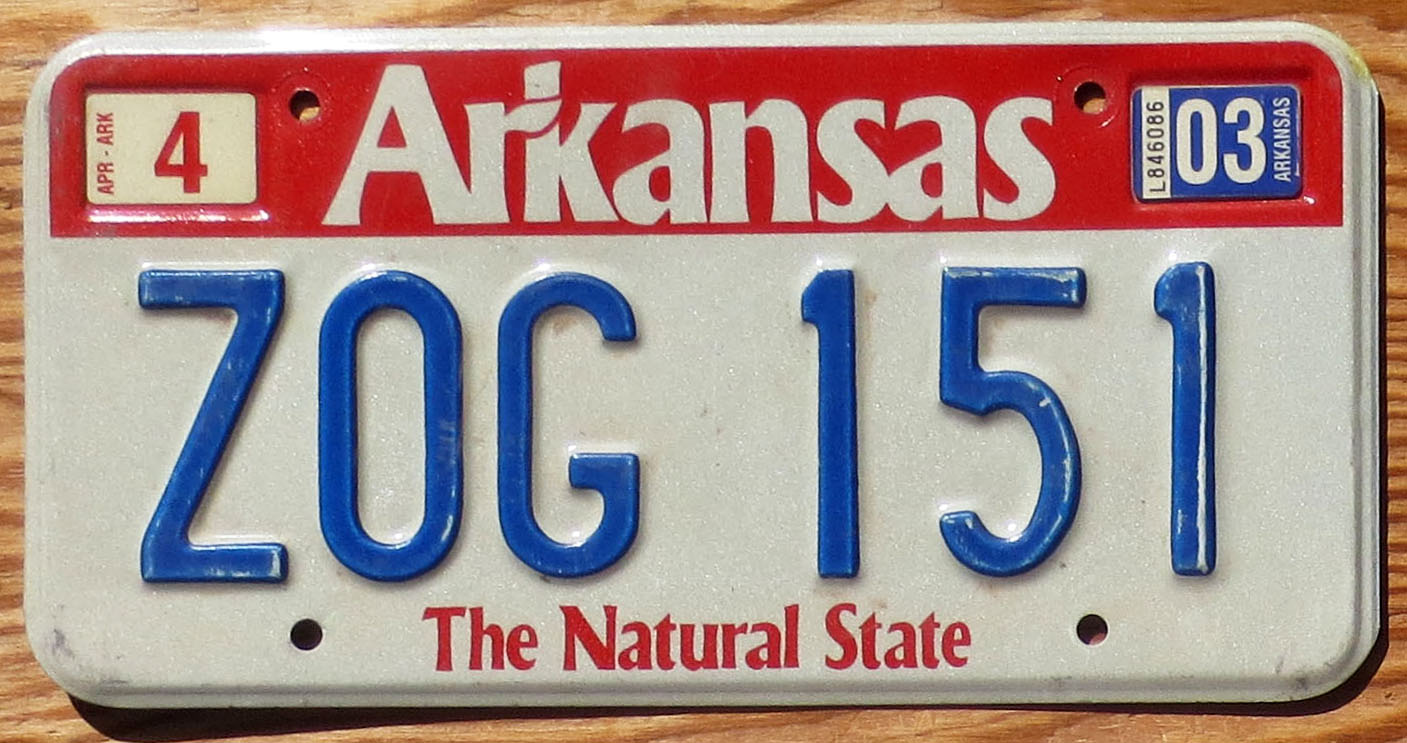 APR - ARK
4
Arkansas
L846086
03
ARKANSAS
ZOG 151
The Natural State